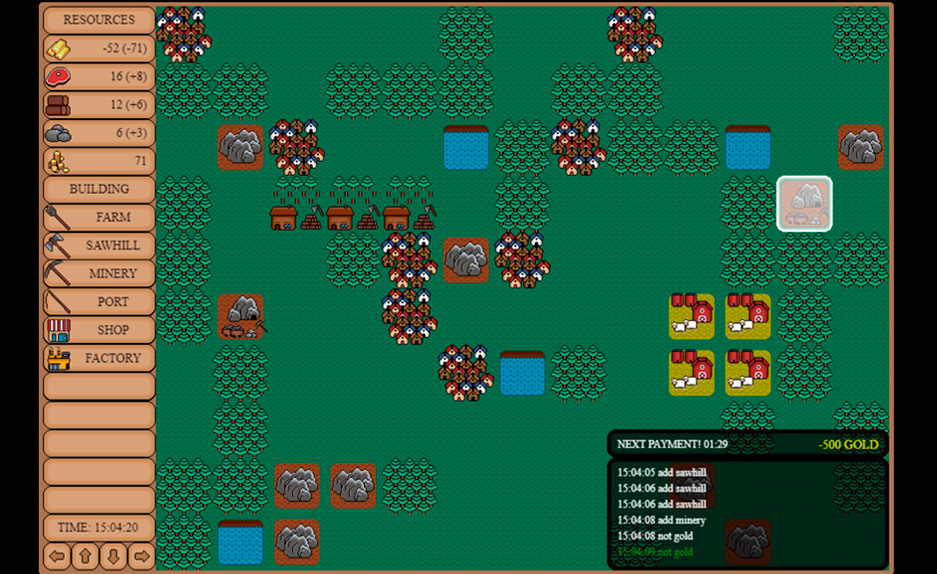 RESOURCES
-52 (-71)
16 (+8)
12 (+6)
6 (+3)
71
BUILDING
FARM
SAWHILL
MINERY
PORT
SHOP
FACTORY
TIME: 15:04:20
NEXT PAYMENT! 01:29 -500 GOLD
15:04:05 add sawhill
15:04:06 add sawhill
15:04:06 add sawhill
15:04:08 add minery
15:04:08 not gold
15:04:09 not gold